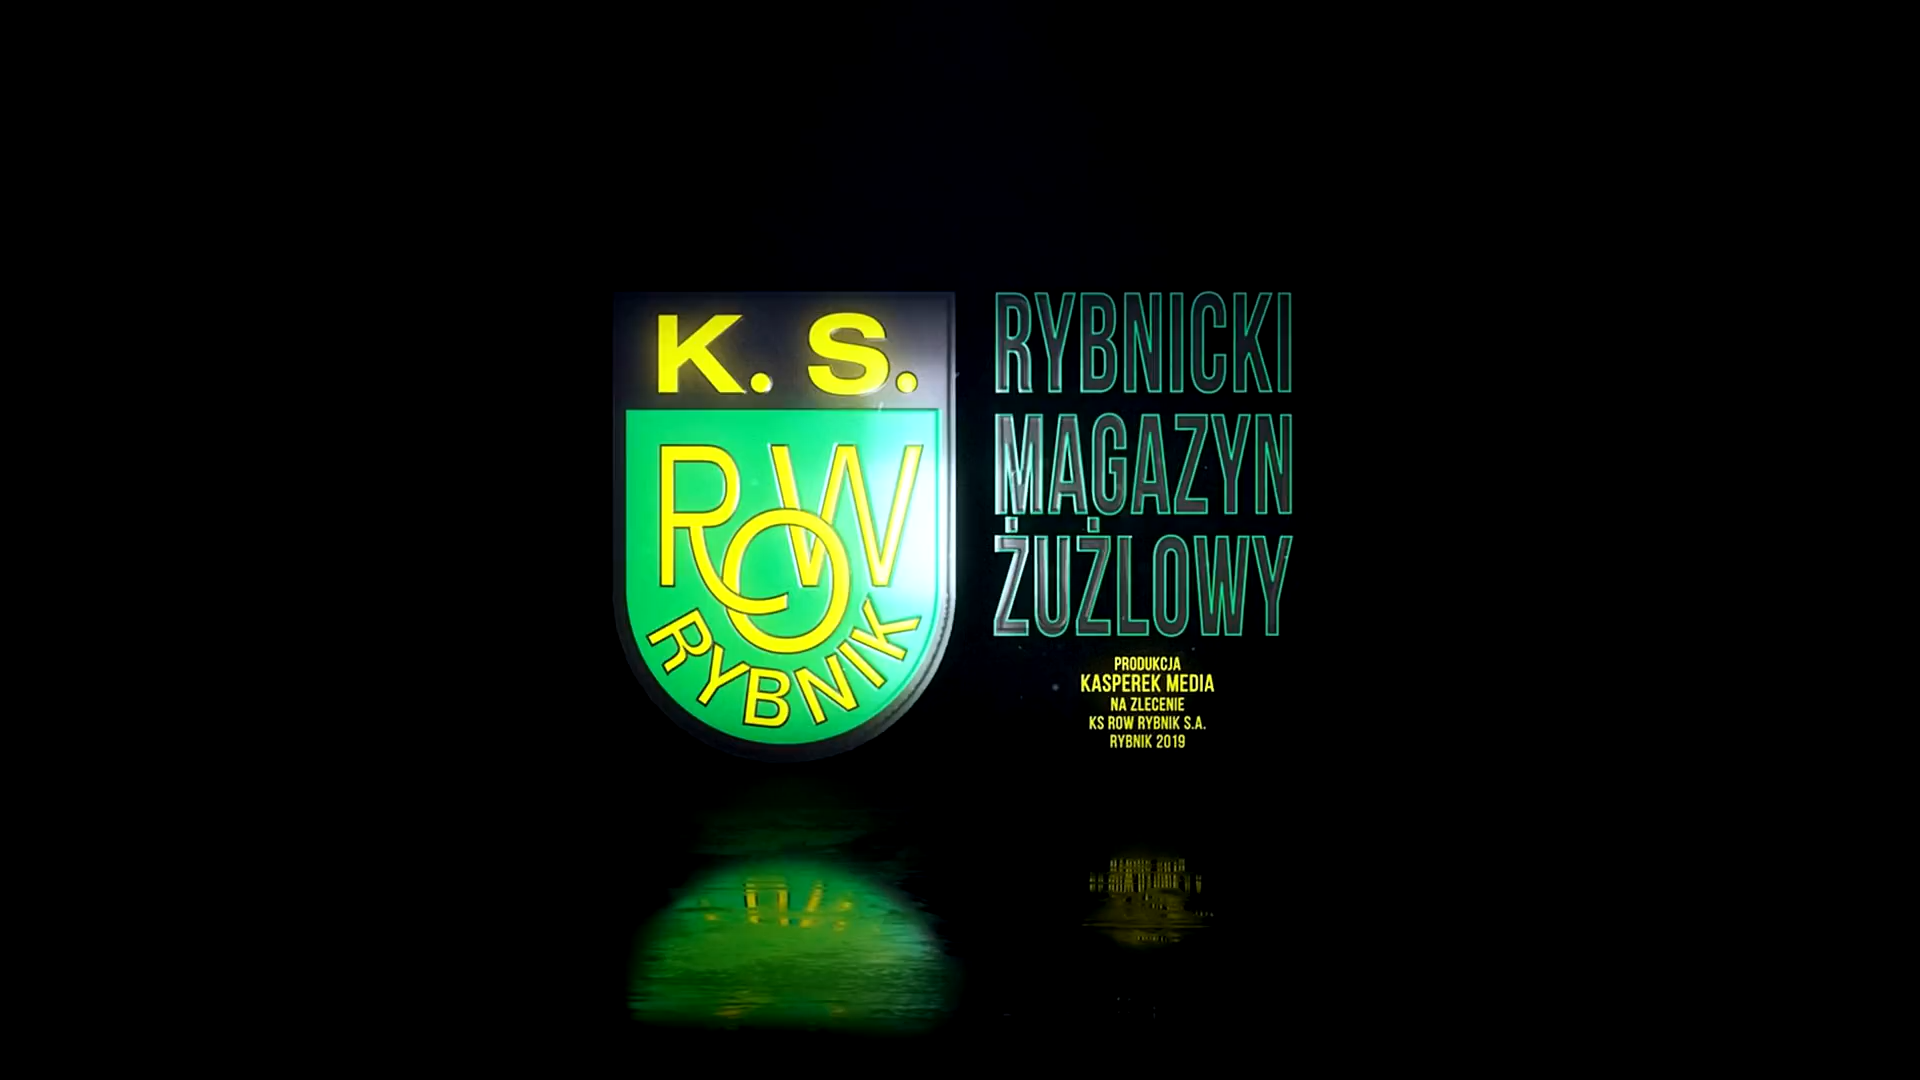 K. S.
ROW
RYBNIK
RYBNICKI
MAGAZYN
ŻUŻLOWY
PRODUKCJA
KASPEREK MEDIA
NA ZLECENIE
KS ROW RYBNIK S.A.
RYBNIK 2019